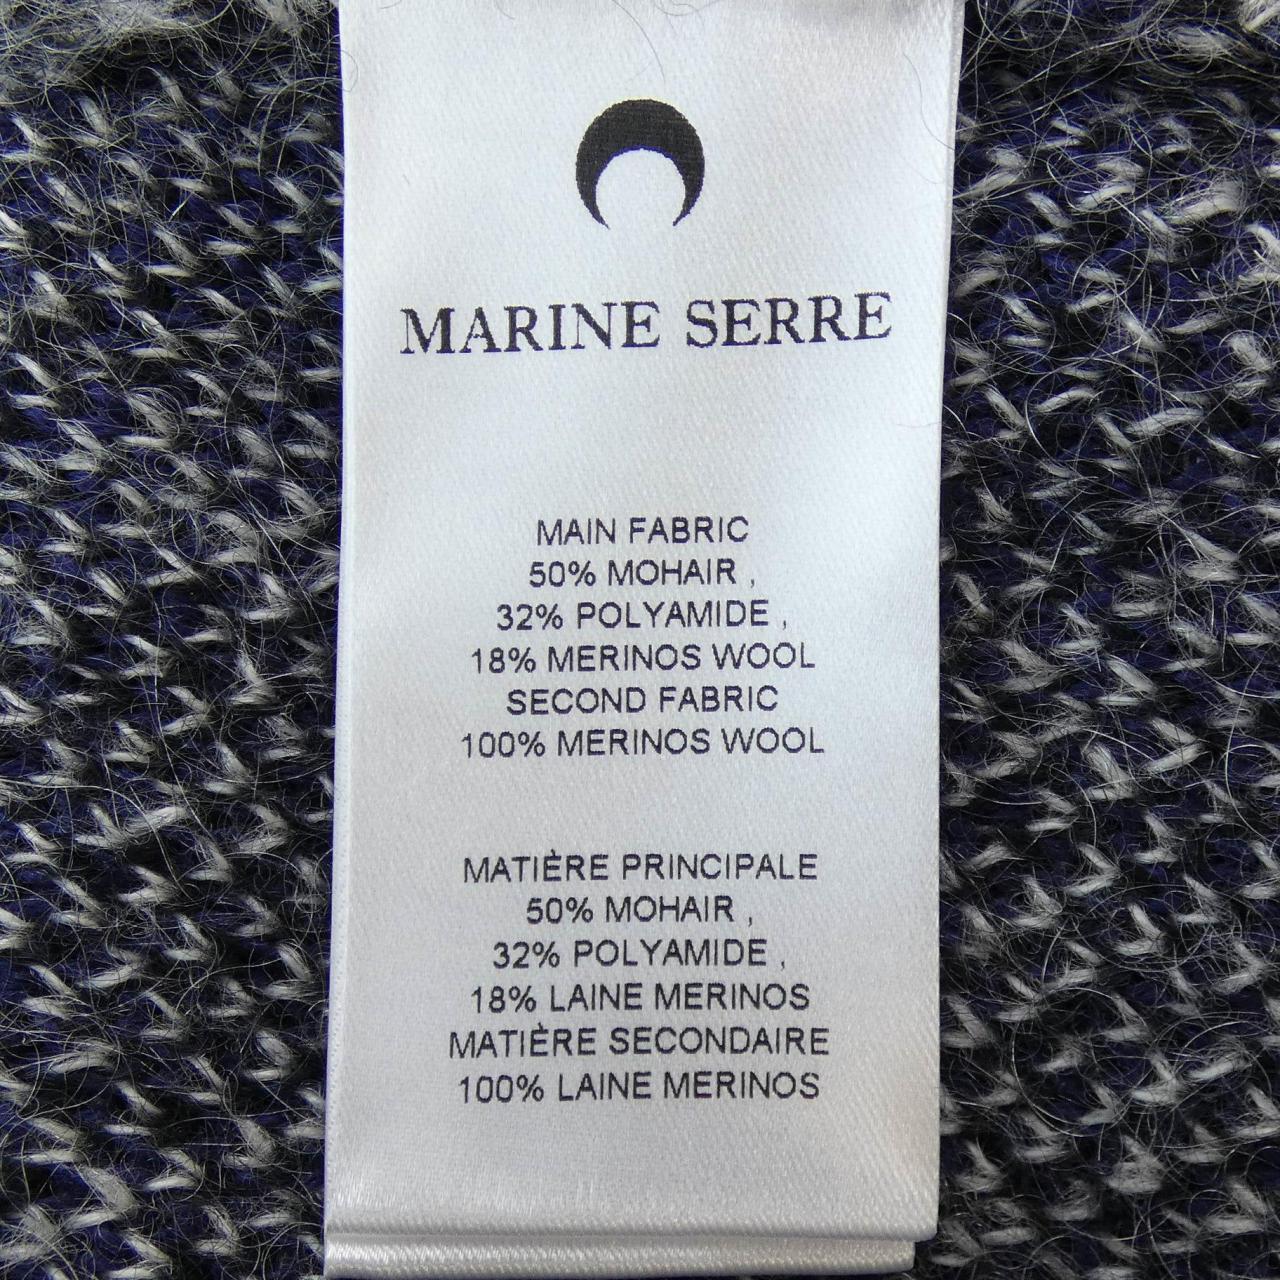 MARINE SERRE
MAIN FABRIC
50% MOHAIR ,
32% POLYAMIDE ,
18% MERINOS WOOL
SECOND FABRIC
100% MERINOS WOOL
MATIÈRE PRINCIPALE
50% MOHAIR ,
32% POLYAMIDE ,
18% LAINE MERINOS
MATIÈRE SECONDAIRE
100% LAINE MERINOS